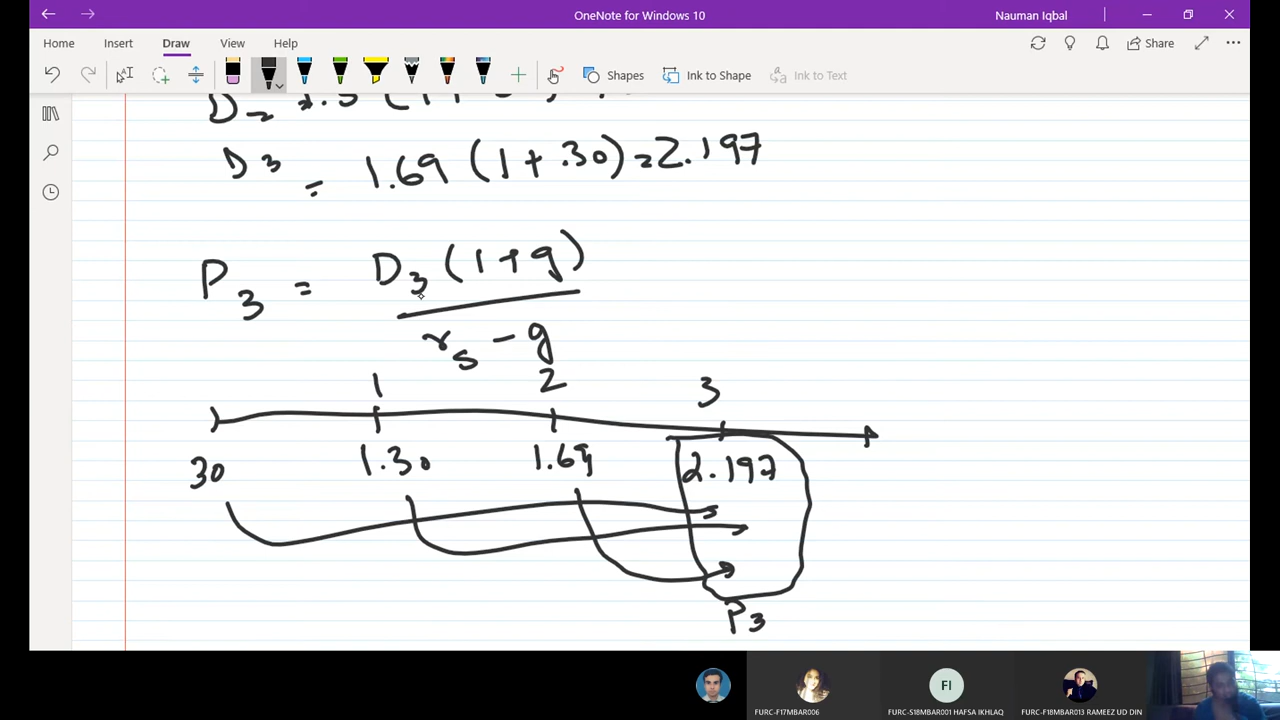 OneNote for Windows 10
Nauman Iqbal
Home Insert Draw View Help
Share
Shapes
Ink to Shape
Ink to Text
D3 = 1.69 (1 + .30) = 2.197
P3 = D3 (1 + g)
rs - g
1 2 3
30 1.30 1.69 2.197
P3
FI
FURC-F17MBAR006
FURC-S18MBAR001 HAFSA IKHLAQ
FURC-F18MBAR013 RAMEEZ UD DIN